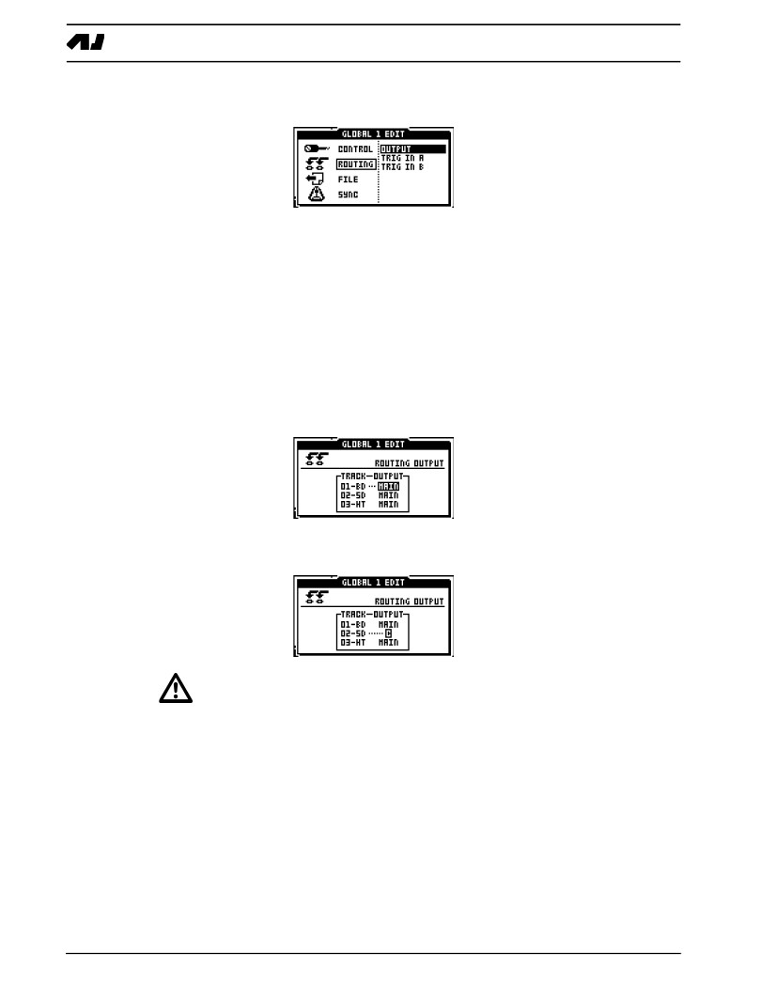 GLOBAL 1 EDIT
CONTROL OUTPUT
ROUTING TRIG IN A
TRIG IN B
FILE
SYNC
GLOBAL 1 EDIT
ROUTING OUTPUT
TRACK OUTPUT
01-BD MAIN
02-SD MAIN
03-HT MAIN
GLOBAL 1 EDIT
ROUTING OUTPUT
TRACK OUTPUT
01-BD MAIN
02-SD
03-HT MAIN